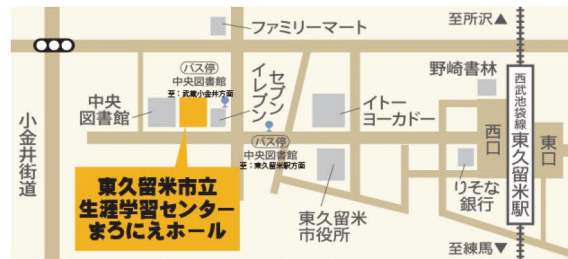 至所沢▲
ファミリーマート
バス停
中央図書館
至：武蔵小金井方面
セブン
イレブン
野崎書林
中央
図書館
イトー
ヨーカドー
小金井街道
バス停
中央図書館
至：東久留米駅方面
西武池袋線
東久留米駅
西口
東口
東久留米市立
生涯学習センター
まろにえホール
東久留米
市役所
りそな
銀行
至練馬▼